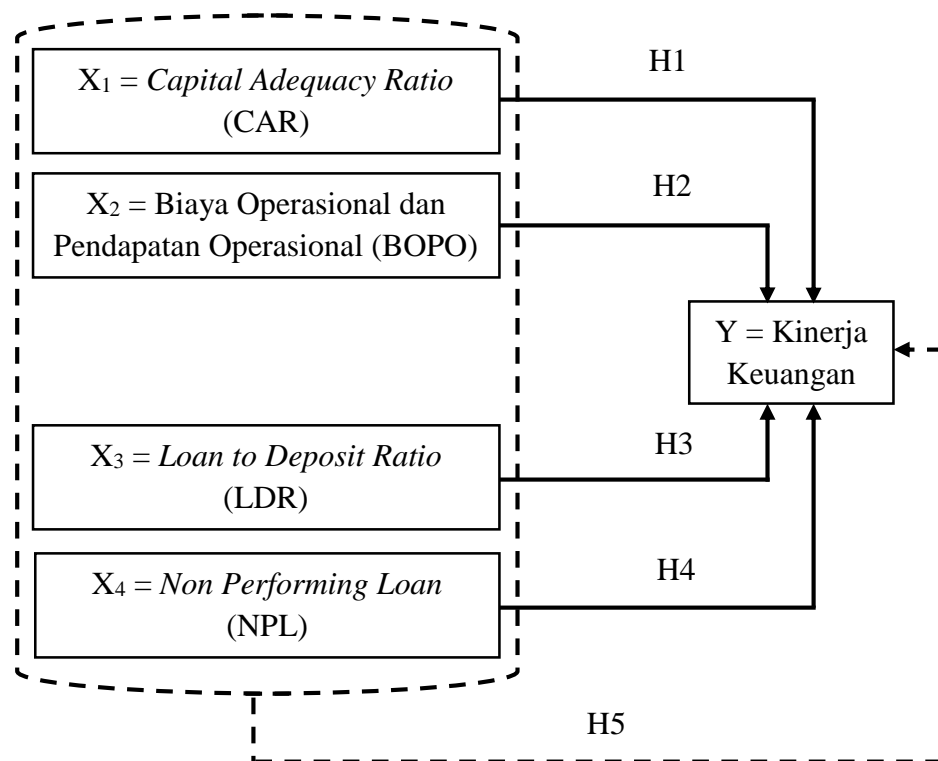 X₁ = Capital Adequacy Ratio
(CAR)
H1
X₂ = Biaya Operasional dan
Pendapatan Operasional (BOPO)
H2
Y = Kinerja
Keuangan
X₃ = Loan to Deposit Ratio
(LDR)
H3
X₄ = Non Performing Loan
(NPL)
H4
H5